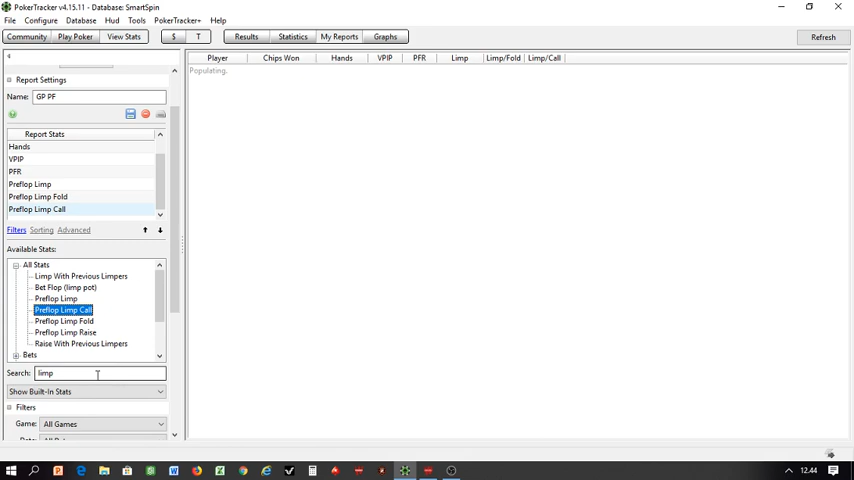 PokerTracker v4.15.11 - Database: SmartSpin
File Configure Database Hud Tools PokerTracker+ Help
Community Play Poker View Stats $ T Results Statistics My Reports Graphs Refresh
Report Settings
Name: GP PF
Report Stats
Hands
VPIP
PFR
Preflop Limp
Preflop Limp Fold
Preflop Limp Call
Filters Sorting Advanced
Available Stats:
All Stats
Limp With Previous Limpers
Bet Flop (limp pot)
Preflop Limp
Preflop Limp Call
Preflop Limp Fold
Preflop Limp Raise
Raise With Previous Limpers
Bets
Search: limp
Show Built-In Stats
Filters
Game: All Games
Player Chips Won Hands VPIP PFR Limp Limp/Fold Limp/Call
Populating.
12.44